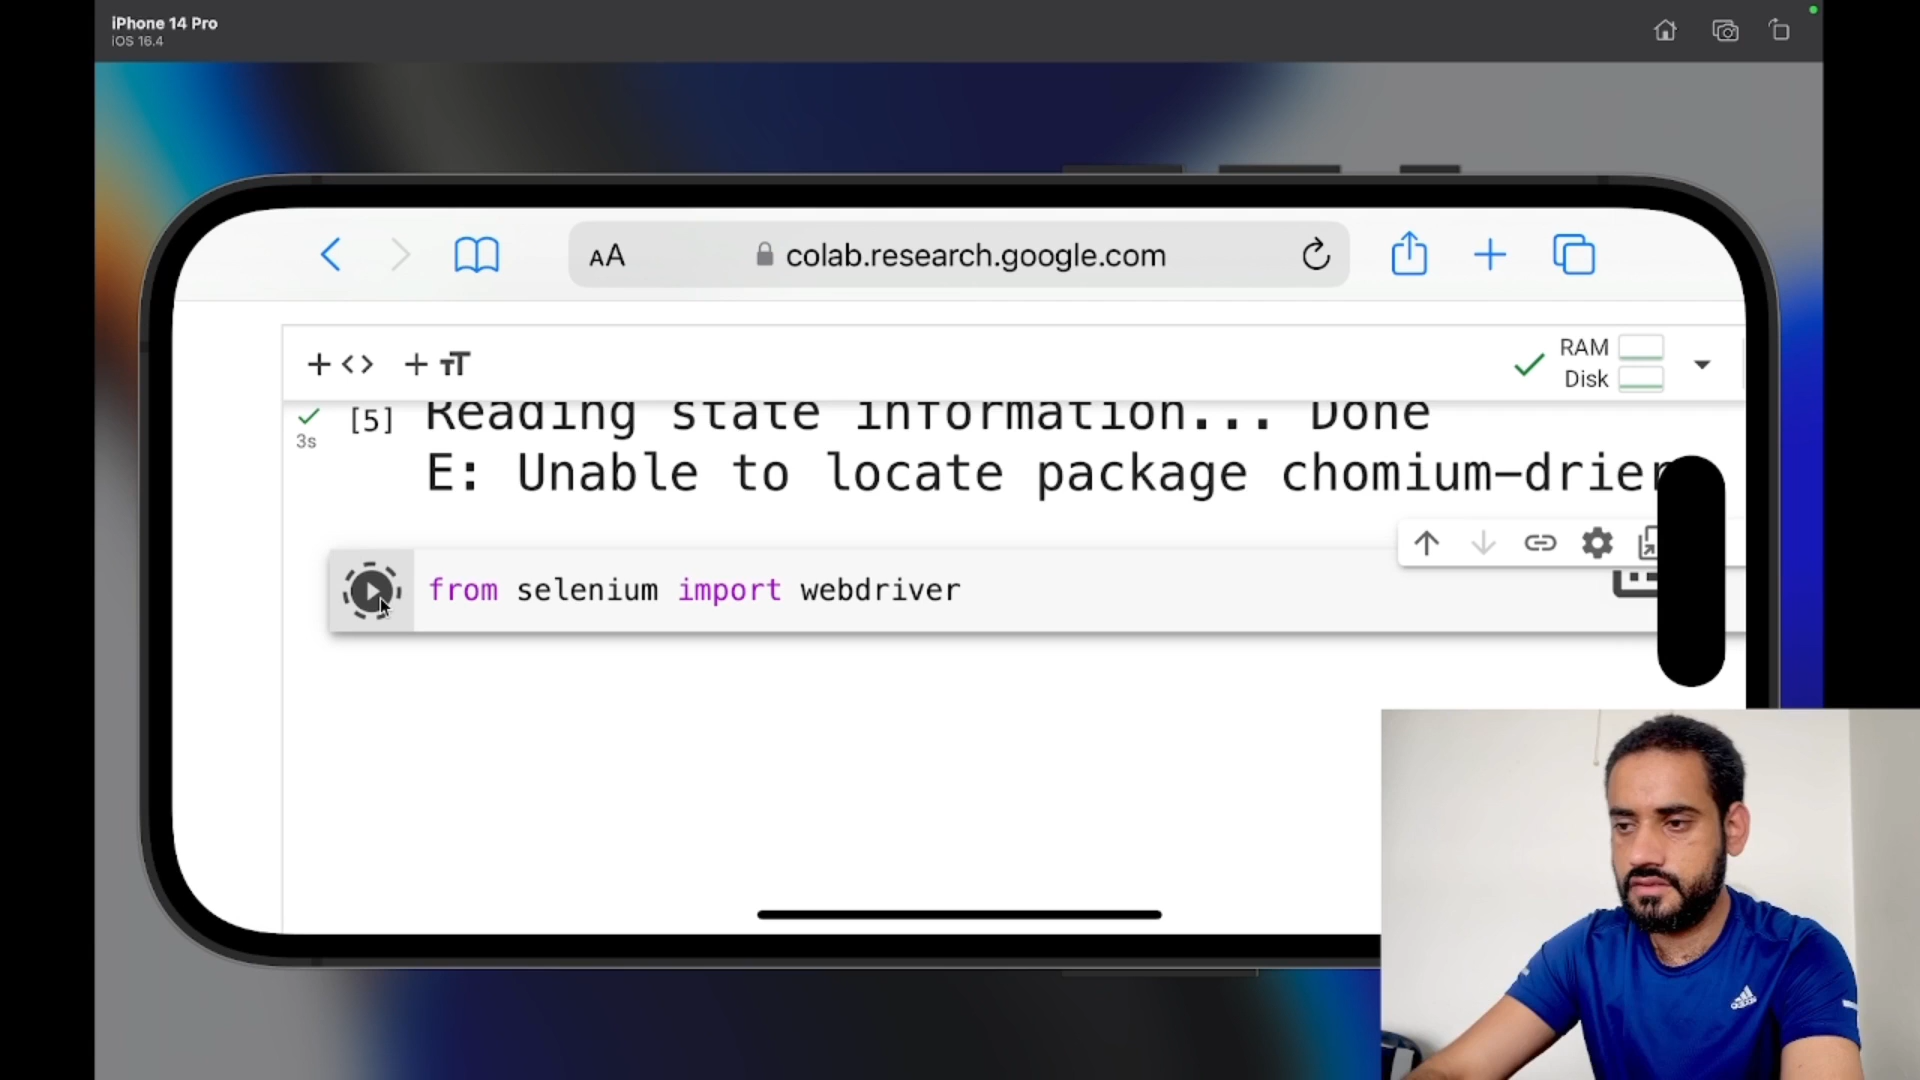 iPhone 14 Pro
iOS 16.4
AA colab.research.google.com
RAM
Disk
[5] Reading state information... Done
3s
E: Unable to locate package chomium-drier
from selenium import webdriver